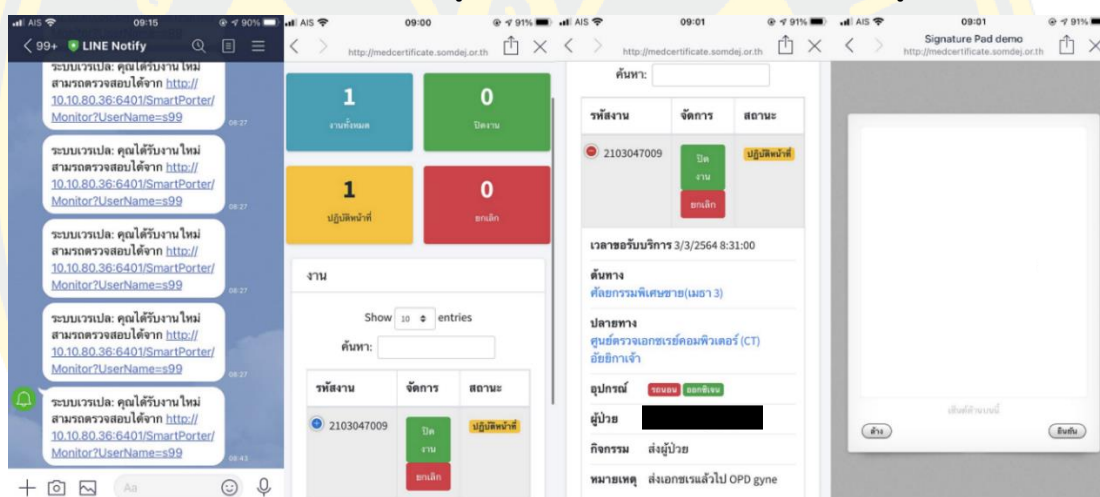 AIS 09:15 90%
99+ LINE Notify
ระบบเวรเปล: คุณได้รับงานใหม่
สามารถตรวจสอบได้จาก http://
10.10.80.36:6401/SmartPorter/
Monitor?UserName=s99
08:27
ระบบเวรเปล: คุณได้รับงานใหม่
สามารถตรวจสอบได้จาก http://
10.10.80.36:6401/SmartPorter/
Monitor?UserName=s99
08:27
ระบบเวรเปล: คุณได้รับงานใหม่
สามารถตรวจสอบได้จาก http://
10.10.80.36:6401/SmartPorter/
Monitor?UserName=s99
08:27
ระบบเวรเปล: คุณได้รับงานใหม่
สามารถตรวจสอบได้จาก http://
10.10.80.36:6401/SmartPorter/
Monitor?UserName=s99
08:27
ระบบเวรเปล: คุณได้รับงานใหม่
สามารถตรวจสอบได้จาก http://
10.10.80.36:6401/SmartPorter/
Monitor?UserName=s99
08:43
Aa
AIS 09:00 91%
http://medcertificate.somdej.or.th
1
งานทั้งหมด
0
ปิดงาน
1
ปฏิบัติหน้าที่
0
ยกเลิก
งาน
Show 10 entries
ค้นหา:
รหัสงาน จัดการ สถานะ
2103047009 ปิด ปฏิบัติหน้าที่
งาน
ยกเลิก
AIS 09:01 91%
http://medcertificate.somdej.or.th
ค้นหา:
รหัสงาน จัดการ สถานะ
2103047009 ปิด ปฏิบัติหน้าที่
งาน
ยกเลิก
เวลาขอรับบริการ 3/3/2564 8:31:00
ต้นทาง
ศัลยกรรมพิเศษชาย(เมธา 3)
ปลายทาง
ศูนย์ตรวจเอกซเรย์คอมพิวเตอร์ (CT)
อัยยิกาเจ้า
อุปกรณ์ รถนอน ออกซิเจน
ผู้ป่วย
กิจกรรม ส่งผู้ป่วย
หมายเหตุ ส่งเอกซเรแล้วไป OPD gyne
AIS 09:01 91%
Signature Pad demo
http://medcertificate.somdej.or.th
เซ็นต์ด้านบนนี้
ล้าง ยืนยัน